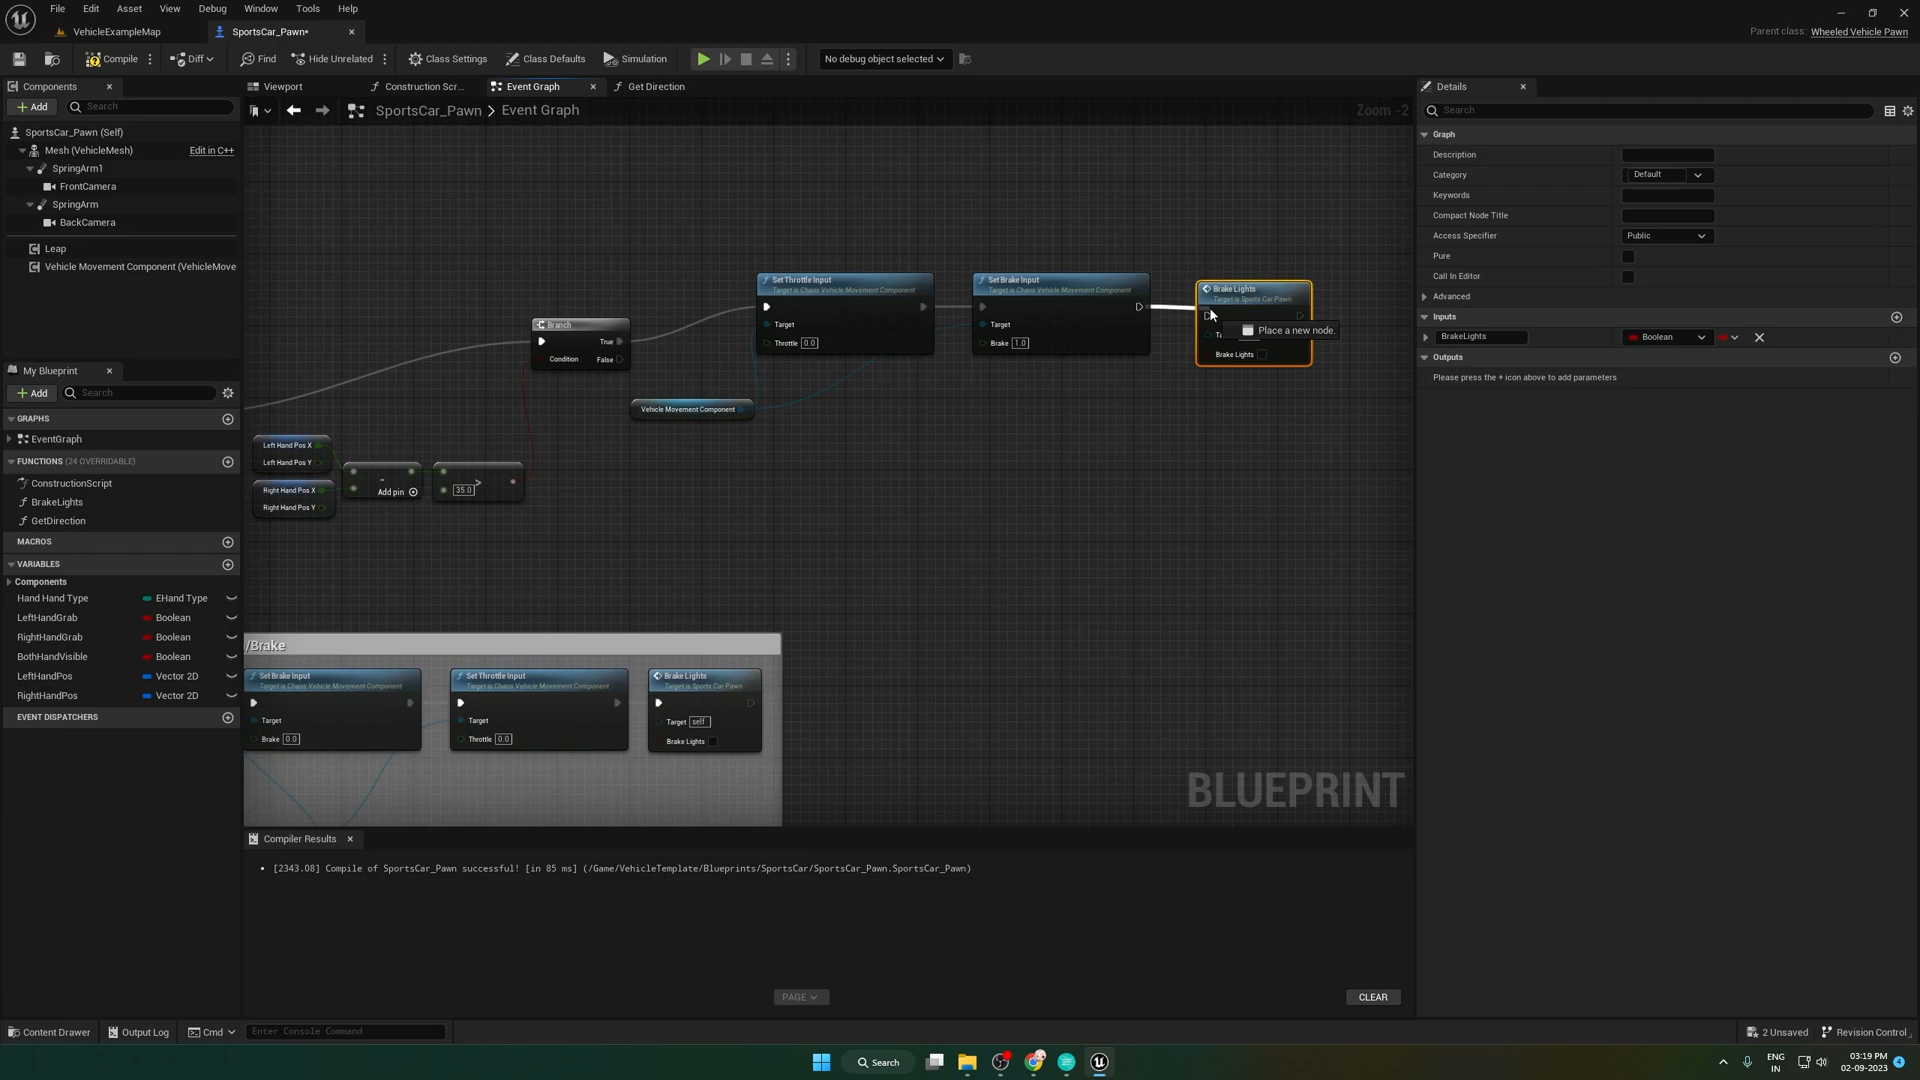 File Edit Asset View Debug Window Tools Help
VehicleExampleMap
SportsCar_Pawn•
Parent class: Wheeled Vehicle Pawn
Compile
Diff
Find
Hide Unrelated
Class Settings
Class Defaults
Simulation
No debug object selected
Components
Viewport
Construction Scr...
Event Graph
Get Direction
Details
Add
Search
SportsCar_Pawn > Event Graph
Zoom -2
Search
SportsCar_Pawn (Self)
Mesh (VehicleMesh)
Edit in C++
SpringArm1
FrontCamera
SpringArm
BackCamera
Leap
Vehicle Movement Component (VehicleMove
My Blueprint
Add
Search
GRAPHS
EventGraph
FUNCTIONS (24 OVERRIDABLE)
ConstructionScript
BrakeLights
GetDirection
MACROS
VARIABLES
Components
Hand Hand Type EHand Type
LeftHandGrab Boolean
RightHandGrab Boolean
BothHandVisible Boolean
LeftHandPos Vector 2D
RightHandPos Vector 2D
EVENT DISPATCHERS
Branch
True
Condition
False
Set Throttle Input
Target is Chaos Vehicle Movement Component
Target
Throttle 0.0
Set Brake Input
Target is Chaos Vehicle Movement Component
Target
Brake 1.0
Brake Lights
Target is Sports Car Pawn
Place a new node.
Brake Lights
Vehicle Movement Component
Left Hand Pos X
Left Hand Pos Y
Right Hand Pos X
Right Hand Pos Y
-
Add pin
>
35.0
/Brake
Set Brake Input
Target is Chaos Vehicle Movement Component
Target
Brake 0.0
Set Throttle Input
Target is Chaos Vehicle Movement Component
Target
Throttle 0.0
Brake Lights
Target is Sports Car Pawn
Target self
Brake Lights
BLUEPRINT
Graph
Description
Category Default
Keywords
Compact Node Title
Access Specifier Public
Pure
Call In Editor
Advanced
Inputs
BrakeLights Boolean
Outputs
Please press the + icon above to add parameters
Compiler Results
• [2343.08] Compile of SportsCar_Pawn successful! [in 85 ms] (/Game/VehicleTemplate/Blueprints/SportsCar/SportsCar_Pawn.SportsCar_Pawn)
PAGE
CLEAR
Content Drawer
Output Log
Cmd
Enter Console Command
2 Unsaved
Revision Control
Search
ENG
IN
03:19 PM
02-09-2023
4